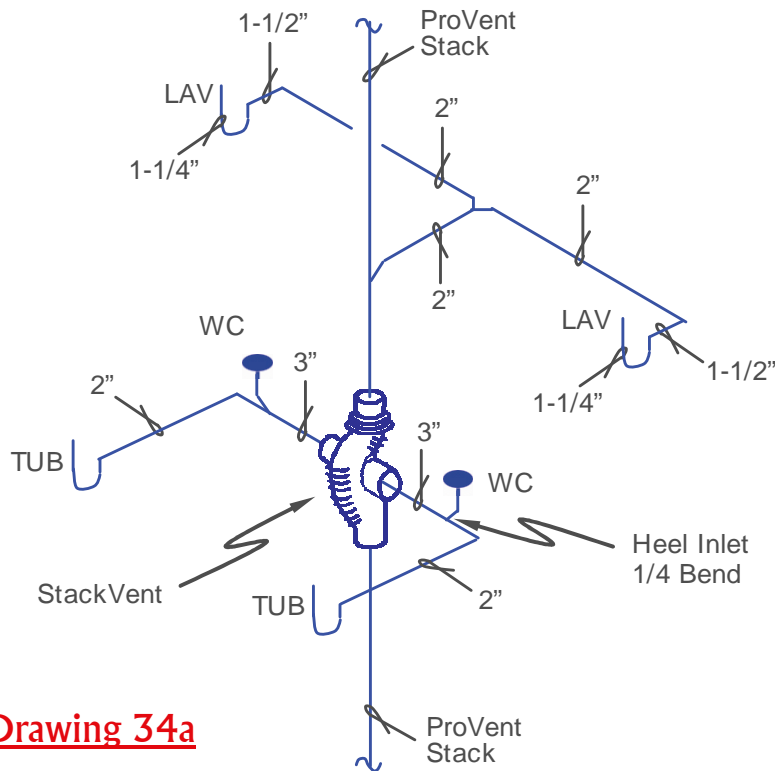 ProVent
Stack
1-1/2”
LAV
2”
1-1/4”
2”
2”
WC
LAV
3”
1-1/2”
2”
1-1/4”
3”
TUB
WC
Heel Inlet
1/4 Bend
StackVent
TUB
2”
Drawing 34a
ProVent
Stack